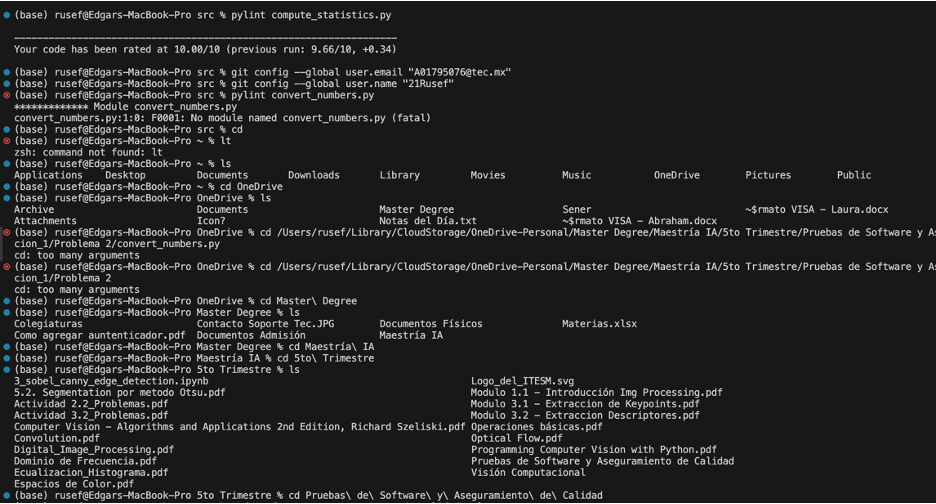 (base) rusef@Edgars-MacBook-Pro src % pylint compute_statistics.py
--------------------------------------------------------------------
Your code has been rated at 10.00/10 (previous run: 9.66/10, +0.34)
(base) rusef@Edgars-MacBook-Pro src % git config --global user.email "A01795076@tec.mx"
(base) rusef@Edgars-MacBook-Pro src % git config --global user.name "21Rusef"
(base) rusef@Edgars-MacBook-Pro src % pylint convert_numbers.py
************* Module convert_numbers.py
convert_numbers.py:1:0: F0001: No module named convert_numbers.py (fatal)
(base) rusef@Edgars-MacBook-Pro src % cd
(base) rusef@Edgars-MacBook-Pro ~ % lt
zsh: command not found: lt
(base) rusef@Edgars-MacBook-Pro ~ % ls
Applications Desktop Documents Downloads Library Movies Music OneDrive Pictures Public
(base) rusef@Edgars-MacBook-Pro ~ % cd OneDrive
(base) rusef@Edgars-MacBook-Pro OneDrive % ls
Archive Documents Master Degree Sener ~$rmato VISA - Laura.docx
Attachments Icon? Notas del Día.txt ~$rmato VISA - Abraham.docx
(base) rusef@Edgars-MacBook-Pro OneDrive % cd /Users/rusef/Library/CloudStorage/OneDrive-Personal/Master Degree/Maestría IA/5to Trimestre/Pruebas de Software y As
cion_1/Problema 2/convert_numbers.py
cd: too many arguments
(base) rusef@Edgars-MacBook-Pro OneDrive % cd /Users/rusef/Library/CloudStorage/OneDrive-Personal/Master Degree/Maestría IA/5to Trimestre/Pruebas de Software y As
cion_1/Problema 2
cd: too many arguments
(base) rusef@Edgars-MacBook-Pro OneDrive % cd Master\ Degree
(base) rusef@Edgars-MacBook-Pro Master Degree % ls
Colegiaturas Contacto Soporte Tec.JPG Documentos Físicos Materias.xlsx
Como agregar auntenticador.pdf Documentos Admisión Maestría IA
(base) rusef@Edgars-MacBook-Pro Master Degree % cd Maestría\ IA
(base) rusef@Edgars-MacBook-Pro Maestría IA % cd 5to\ Trimestre
(base) rusef@Edgars-MacBook-Pro 5to Trimestre % ls
3_sobel_canny_edge_detection.ipynb Logo_del_ITESM.svg
5.2. Segmentation por metodo Otsu.pdf Modulo 1.1 - Introducción Img Processing.pdf
Actividad 2.2_Problemas.pdf Modulo 3.1 - Extraccion de Keypoints.pdf
Actividad 3.2_Problemas.pdf Modulo 3.2 - Extraccion Descriptores.pdf
Computer Vision - Algorithms and Applications 2nd Edition, Richard Szeliski.pdf Operaciones básicas.pdf
Convolution.pdf Optical Flow.pdf
Digital_Image_Processing.pdf Programming Computer Vision with Python.pdf
Dominio de Frecuencia.pdf Pruebas de Software y Aseguramiento de Calidad
Ecualizacion_Histograma.pdf Visión Computacional
Espacios de Color.pdf
(base) rusef@Edgars-MacBook-Pro 5to Trimestre % cd Pruebas\ de\ Software\ y\ Aseguramiento\ de\ Calidad